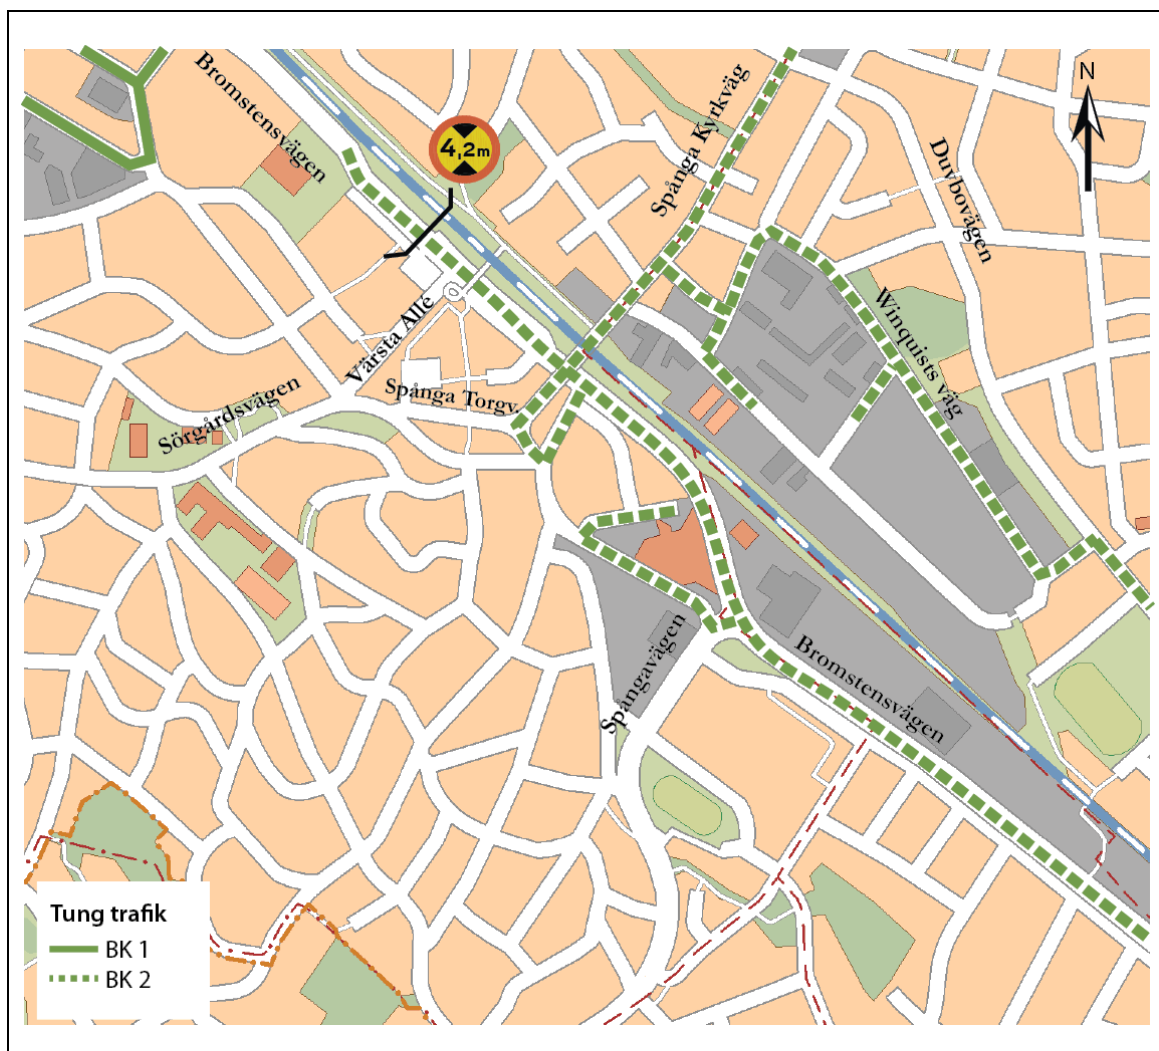 Bromstensvägen
4,2m
Spånga Kyrkväg
N
Duvbovägen
Winquists väg
Värsta Allé
Spånga Torgv.
Sörgårdsvägen
Spångavägen
Bromstensvägen
Tung trafik
BK 1
BK 2